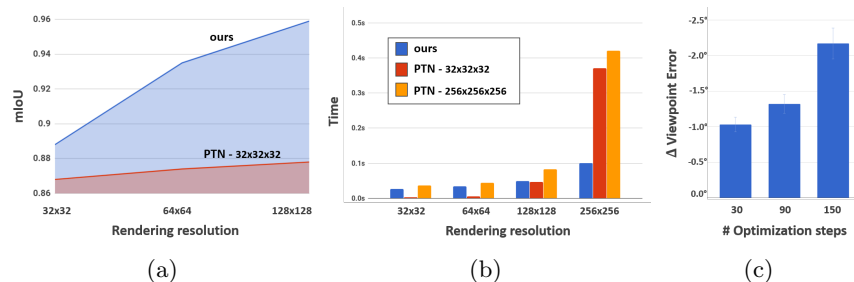 0.96
0.94
0.92
0.9
0.88
0.86
mIoU
ours
PTN - 32x32x32
32x32
64x64
128x128
Rendering resolution
(a)
0.5s
0.4s
0.3s
0.2s
0.1s
0.0s
Time
ours
PTN - 32x32x32
PTN - 256x256x256
32x32
64x64
128x128
256x256
Rendering resolution
(b)
-2.5°
-2.0°
-1.5°
-1.0°
-0.5°
0.0°
Δ Viewpoint Error
30
90
150
# Optimization steps
(c)